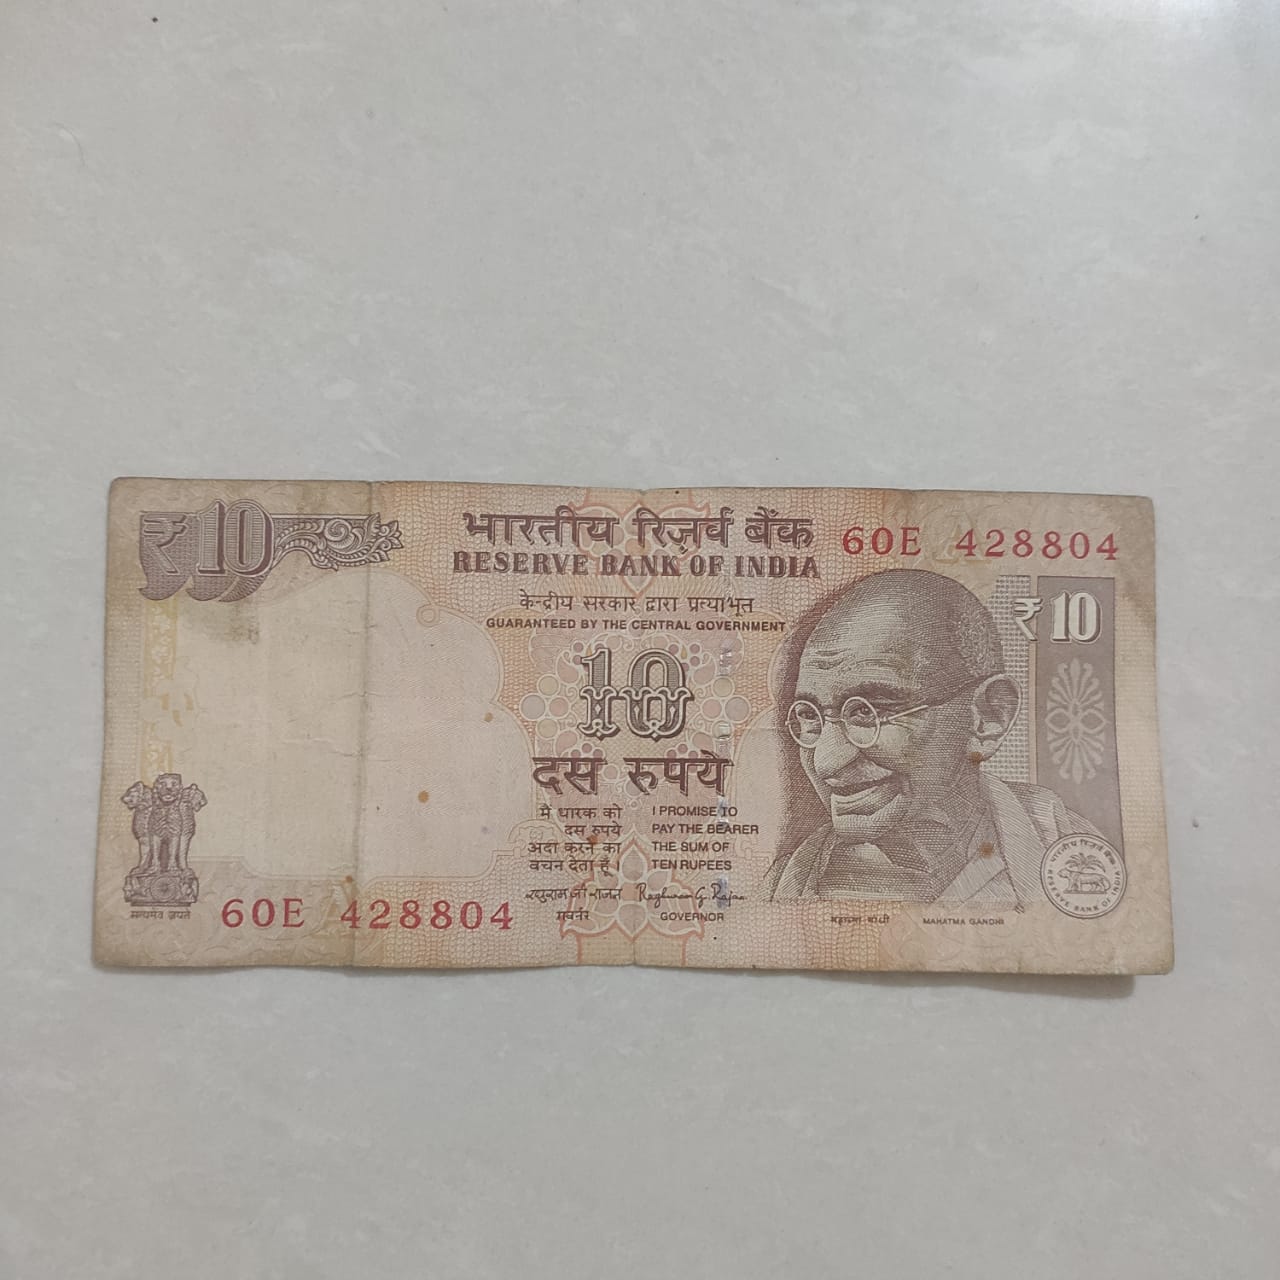 ₹10
भारतीय रिज़र्व बैंक
RESERVE BANK OF INDIA
60E 428804
केन्द्रीय सरकार द्वारा प्रत्याभूत
GUARANTEED BY THE CENTRAL GOVERNMENT
₹10
10
दस रुपये
मैं धारक को
दस रुपये
अदा करने का
वचन देता हूँ।
I PROMISE TO
PAY THE BEARER
THE SUM OF
TEN RUPEES
रघुराम जी राजन
Raghuram G. Rajan
गवर्नर
GOVERNOR
सत्यमेव जयते
60E 428804
महात्मा गांधी
MAHATMA GANDHI
भारतीय रिज़र्व बैंक
RESERVE BANK OF INDIA